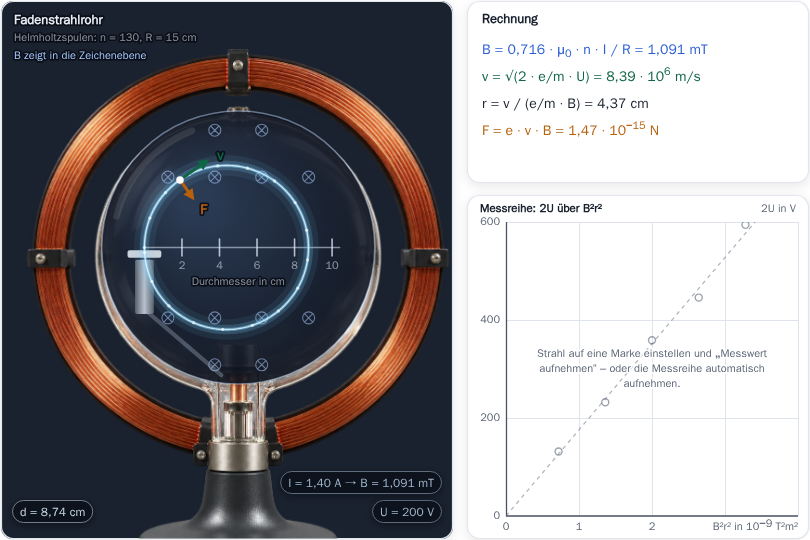 Fadenstrahlrohr
Helmholtzspulen: n = 130, R = 15 cm
B zeigt in die Zeichenebene
v
F
2 4 6 8 10
Durchmesser in cm
I = 1,40 A → B = 1,091 mT
d = 8,74 cm
U = 200 V
Rechnung
B = 0,716 · μ₀ · n · I / R = 1,091 mT
v = √(2 · e/m · U) = 8,39 · 10⁶ m/s
r = v / (e/m · B) = 4,37 cm
F = e · v · B = 1,47 · 10⁻¹⁵ N
Messreihe: 2U über B²r²
2U in V
600
400
200
0
Strahl auf eine Marke einstellen und „Messwert
aufnehmen“ – oder die Messreihe automatisch
aufnehmen.
0 1 2
B²r² in 10⁻⁹ T²m²